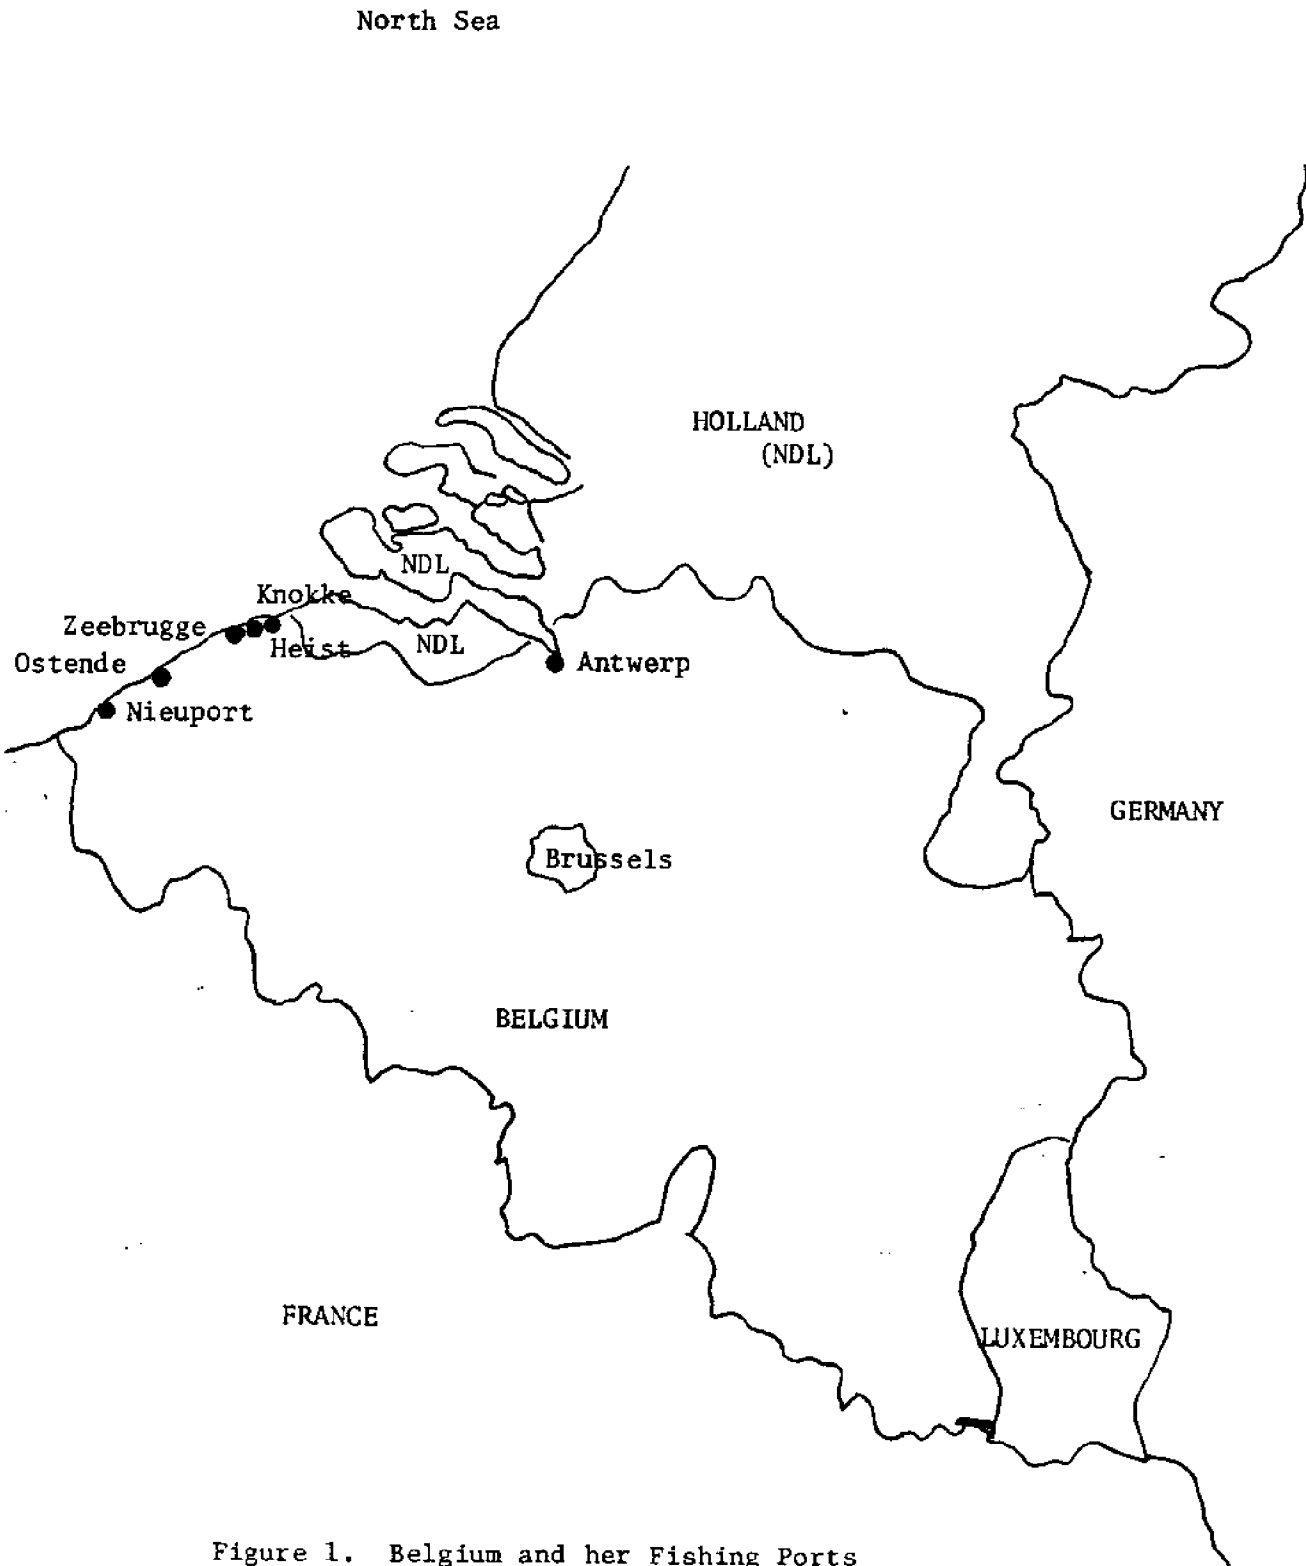 North Sea
HOLLAND
(NDL)
NDL
Knokke
Zeebrugge
NDL
Heist
Ostende
Antwerp
Nieuport
GERMANY
Brussels
BELGIUM
FRANCE
LUXEMBOURG
Figure 1. Belgium and her Fishing Ports